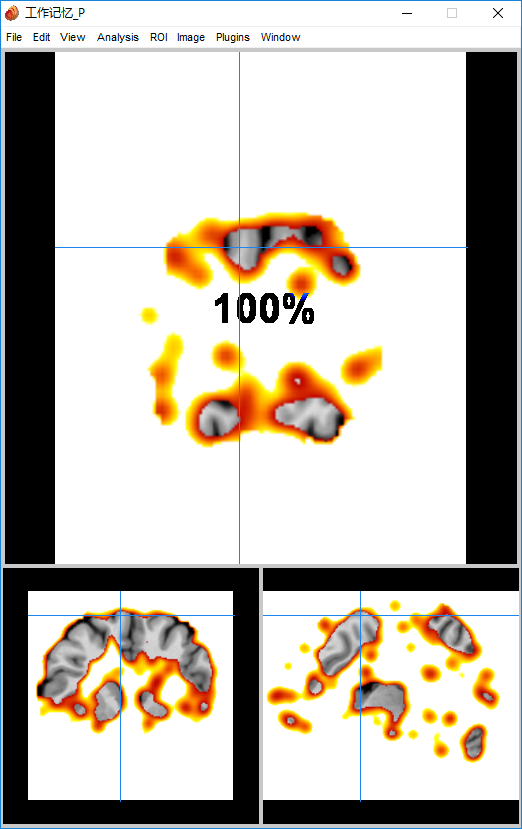 工作记忆_P
File Edit View Analysis ROI Image Plugins Window
100%